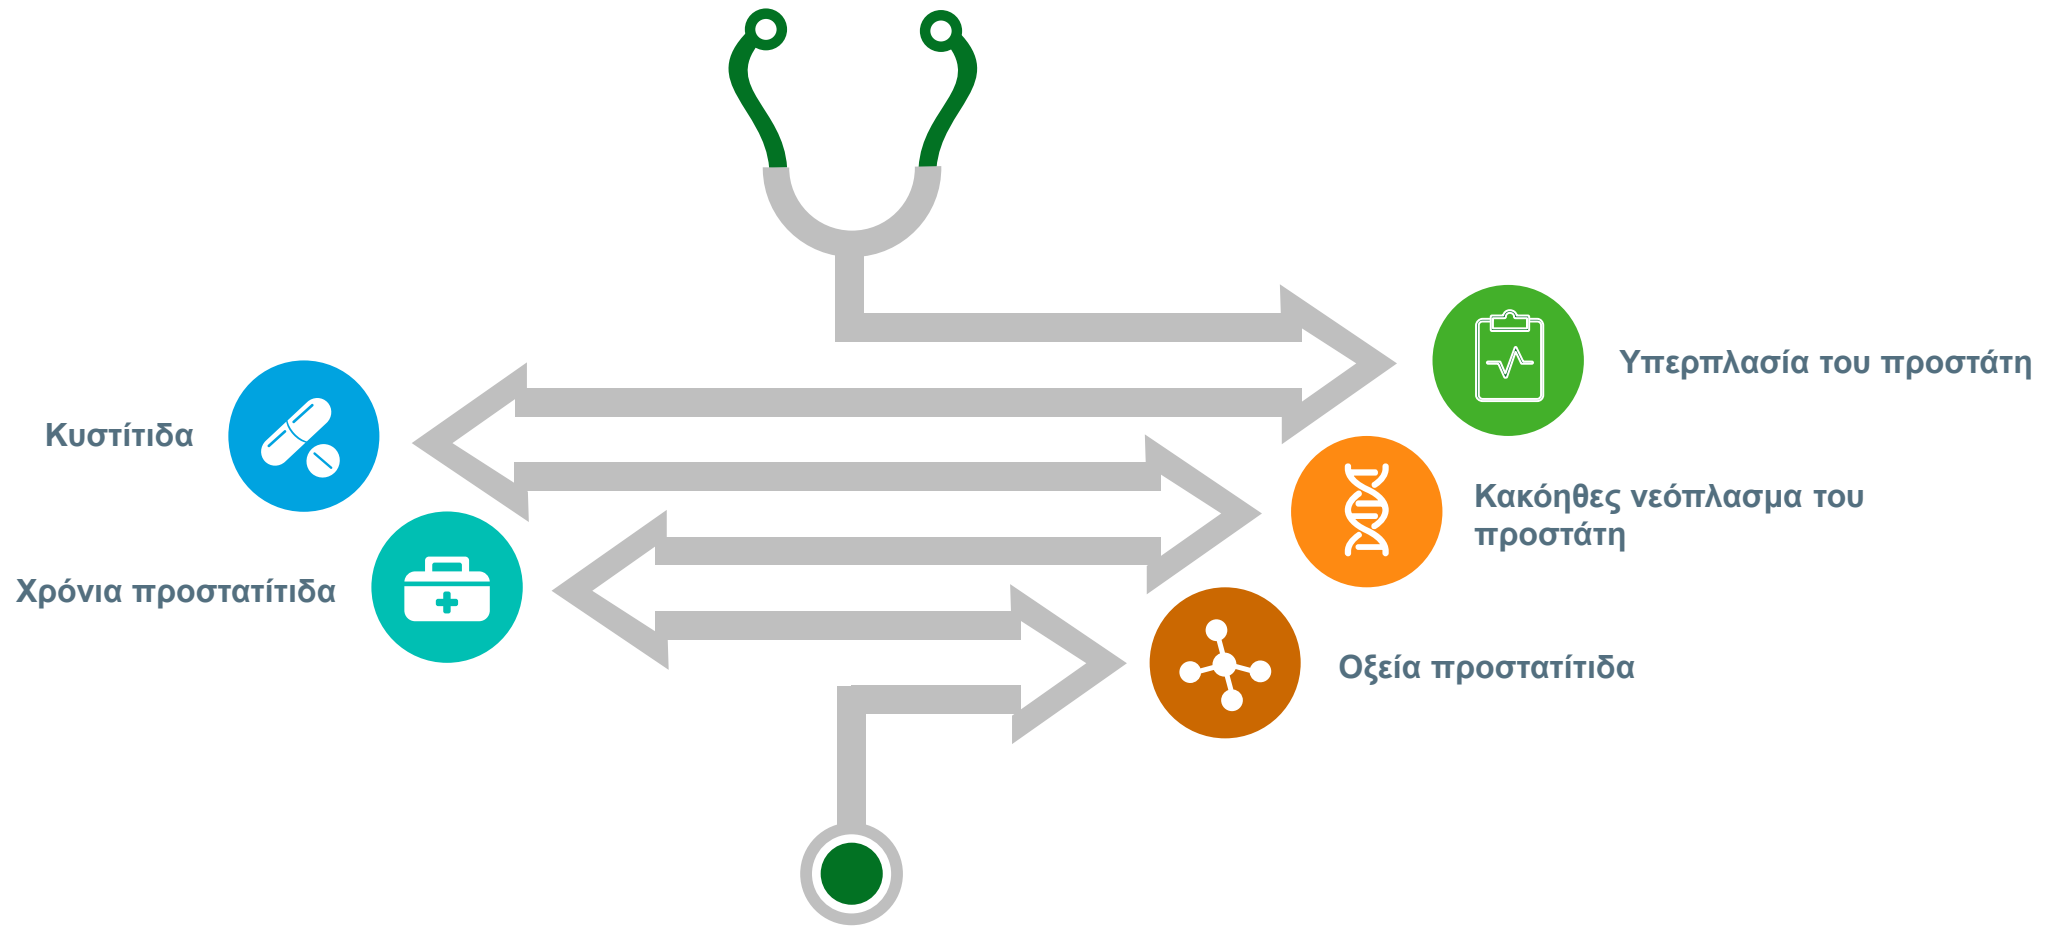 Υπερπλασία του προστάτη
Κυστίτιδα
Κακόηθες νεόπλασμα του
προστάτη
Χρόνια προστατίτιδα
Οξεία προστατίτιδα